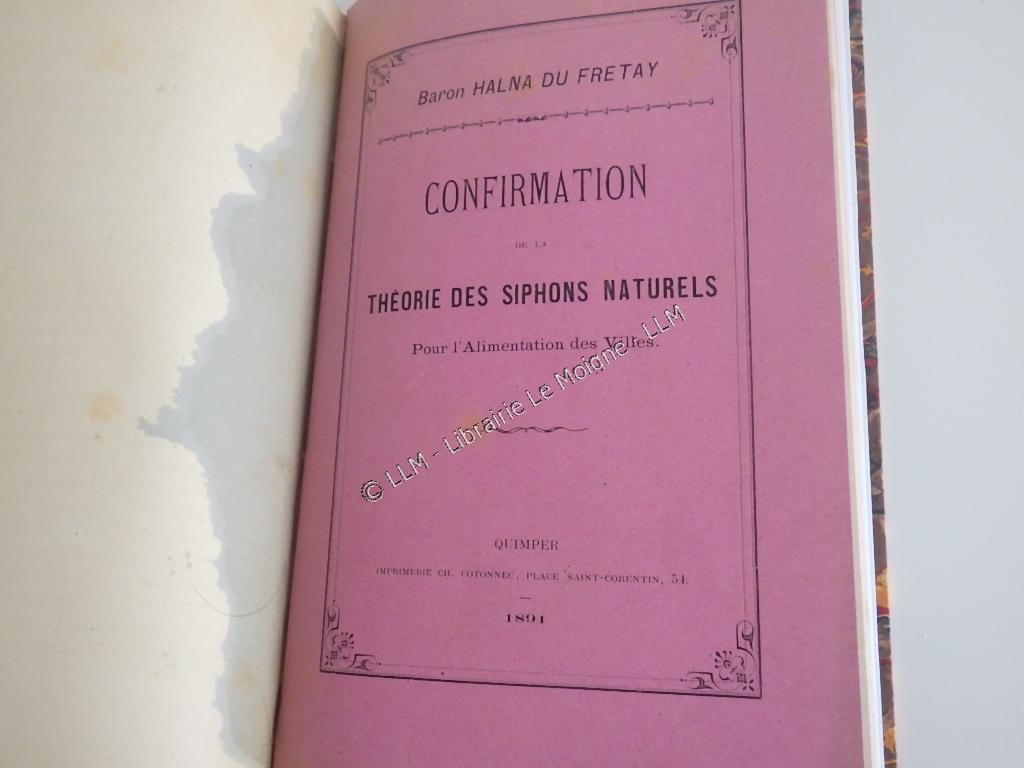 Baron HALNA DU FRETAY
CONFIRMATION
DE LA
THÉORIE DES SIPHONS NATURELS
Pour l'Alimentation des Villes.
© LLM - Librairie Le Moigne - LLM
QUIMPER
IMPRIMERIE CH. COTONNEC, PLACE SAINT-CORENTIN, 54.
1891